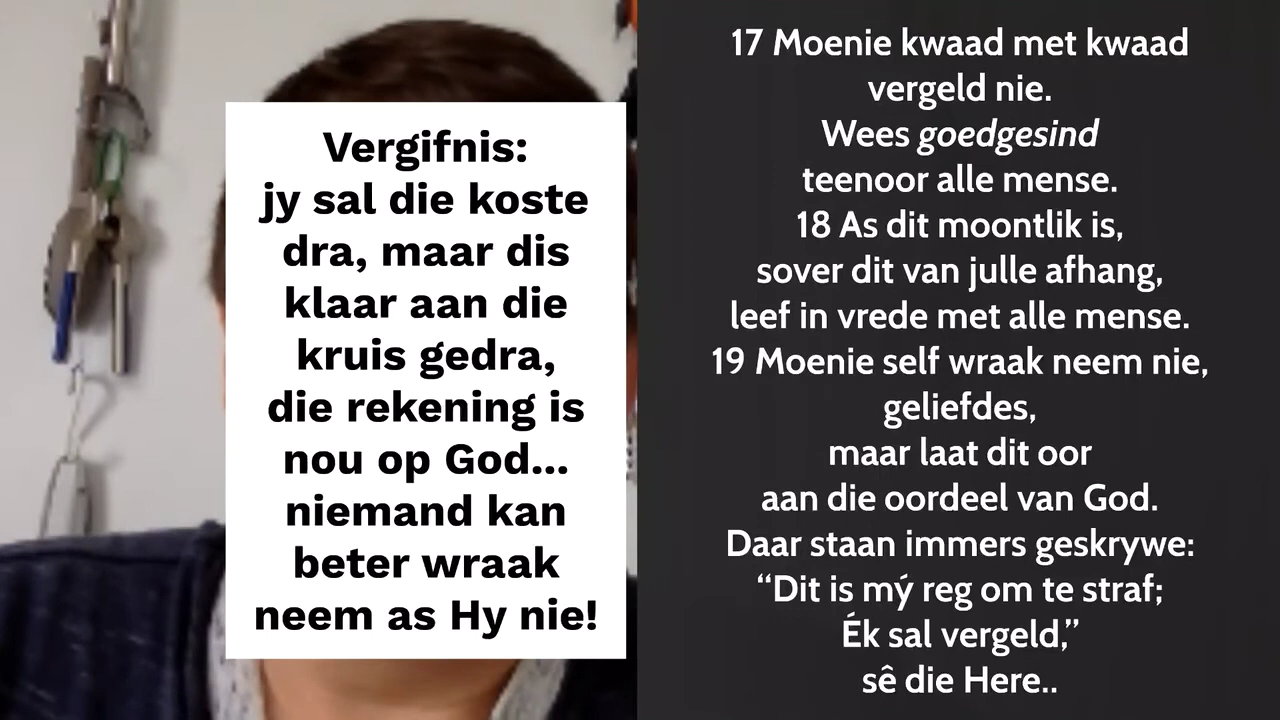 Vergifnis:
jy sal die koste
dra, maar dis
klaar aan die
kruis gedra,
die rekening is
nou op God...
niemand kan
beter wraak
neem as Hy nie!
17 Moenie kwaad met kwaad
vergeld nie.
Wees goedgesind
teenoor alle mense.
18 As dit moontlik is,
sover dit van julle afhang,
leef in vrede met alle mense.
19 Moenie self wraak neem nie,
geliefdes,
maar laat dit oor
aan die oordeel van God.
Daar staan immers geskrywe:
“Dit is mý reg om te straf;
Ék sal vergeld,”
sê die Here..